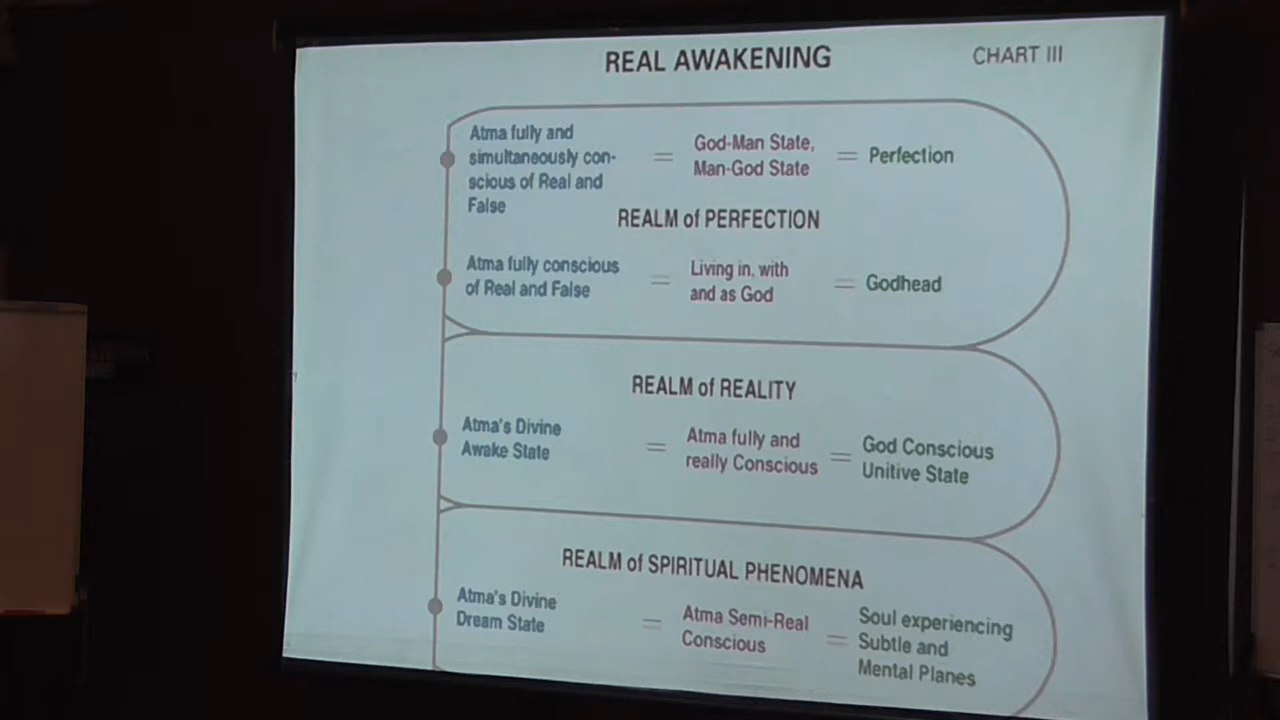 REAL AWAKENING
CHART III
Atma fully and
simultaneously con-
scious of Real and
False
=
God-Man State,
Man-God State
=
Perfection
REALM of PERFECTION
Atma fully conscious
of Real and False
=
Living in, with
and as God
=
Godhead
REALM of REALITY
Atma's Divine
Awake State
=
Atma fully and
really Conscious
=
God Conscious
Unitive State
REALM of SPIRITUAL PHENOMENA
Atma's Divine
Dream State
=
Atma Semi-Real
Conscious
=
Soul experiencing
Subtle and
Mental Planes